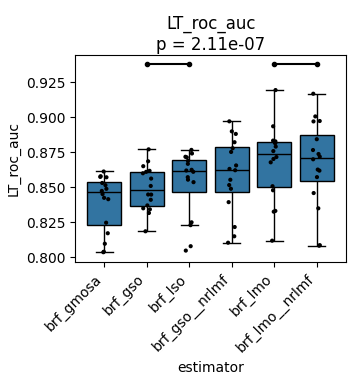 LT_roc_auc
p = 2.11e-07
LT_roc_auc
0.925
0.900
0.875
0.850
0.825
0.800
brf_gmosa
brf_gso
brf_lso
brf_gso__nrlmf
brf_lmo
brf_lmo__nrlmf
estimator